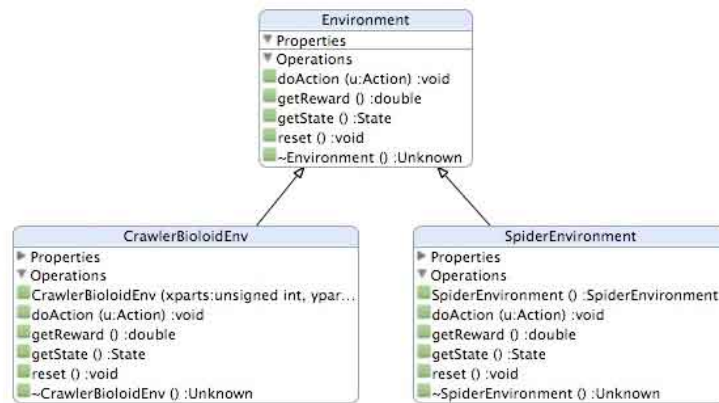 Environment
Properties
Operations
doAction (u:Action) :void
getReward () :double
getState () :State
reset () :void
~Environment () :Unknown
CrawlerBioloidEnv
Properties
Operations
CrawlerBioloidEnv (xparts:unsigned int, ypar...
doAction (u:Action) :void
getReward () :double
getState () :State
reset () :void
~CrawlerBioloidEnv () :Unknown
SpiderEnvironment
Properties
Operations
SpiderEnvironment () :SpiderEnvironment
doAction (u:Action) :void
getReward () :double
getState () :State
reset () :void
~SpiderEnvironment () :Unknown